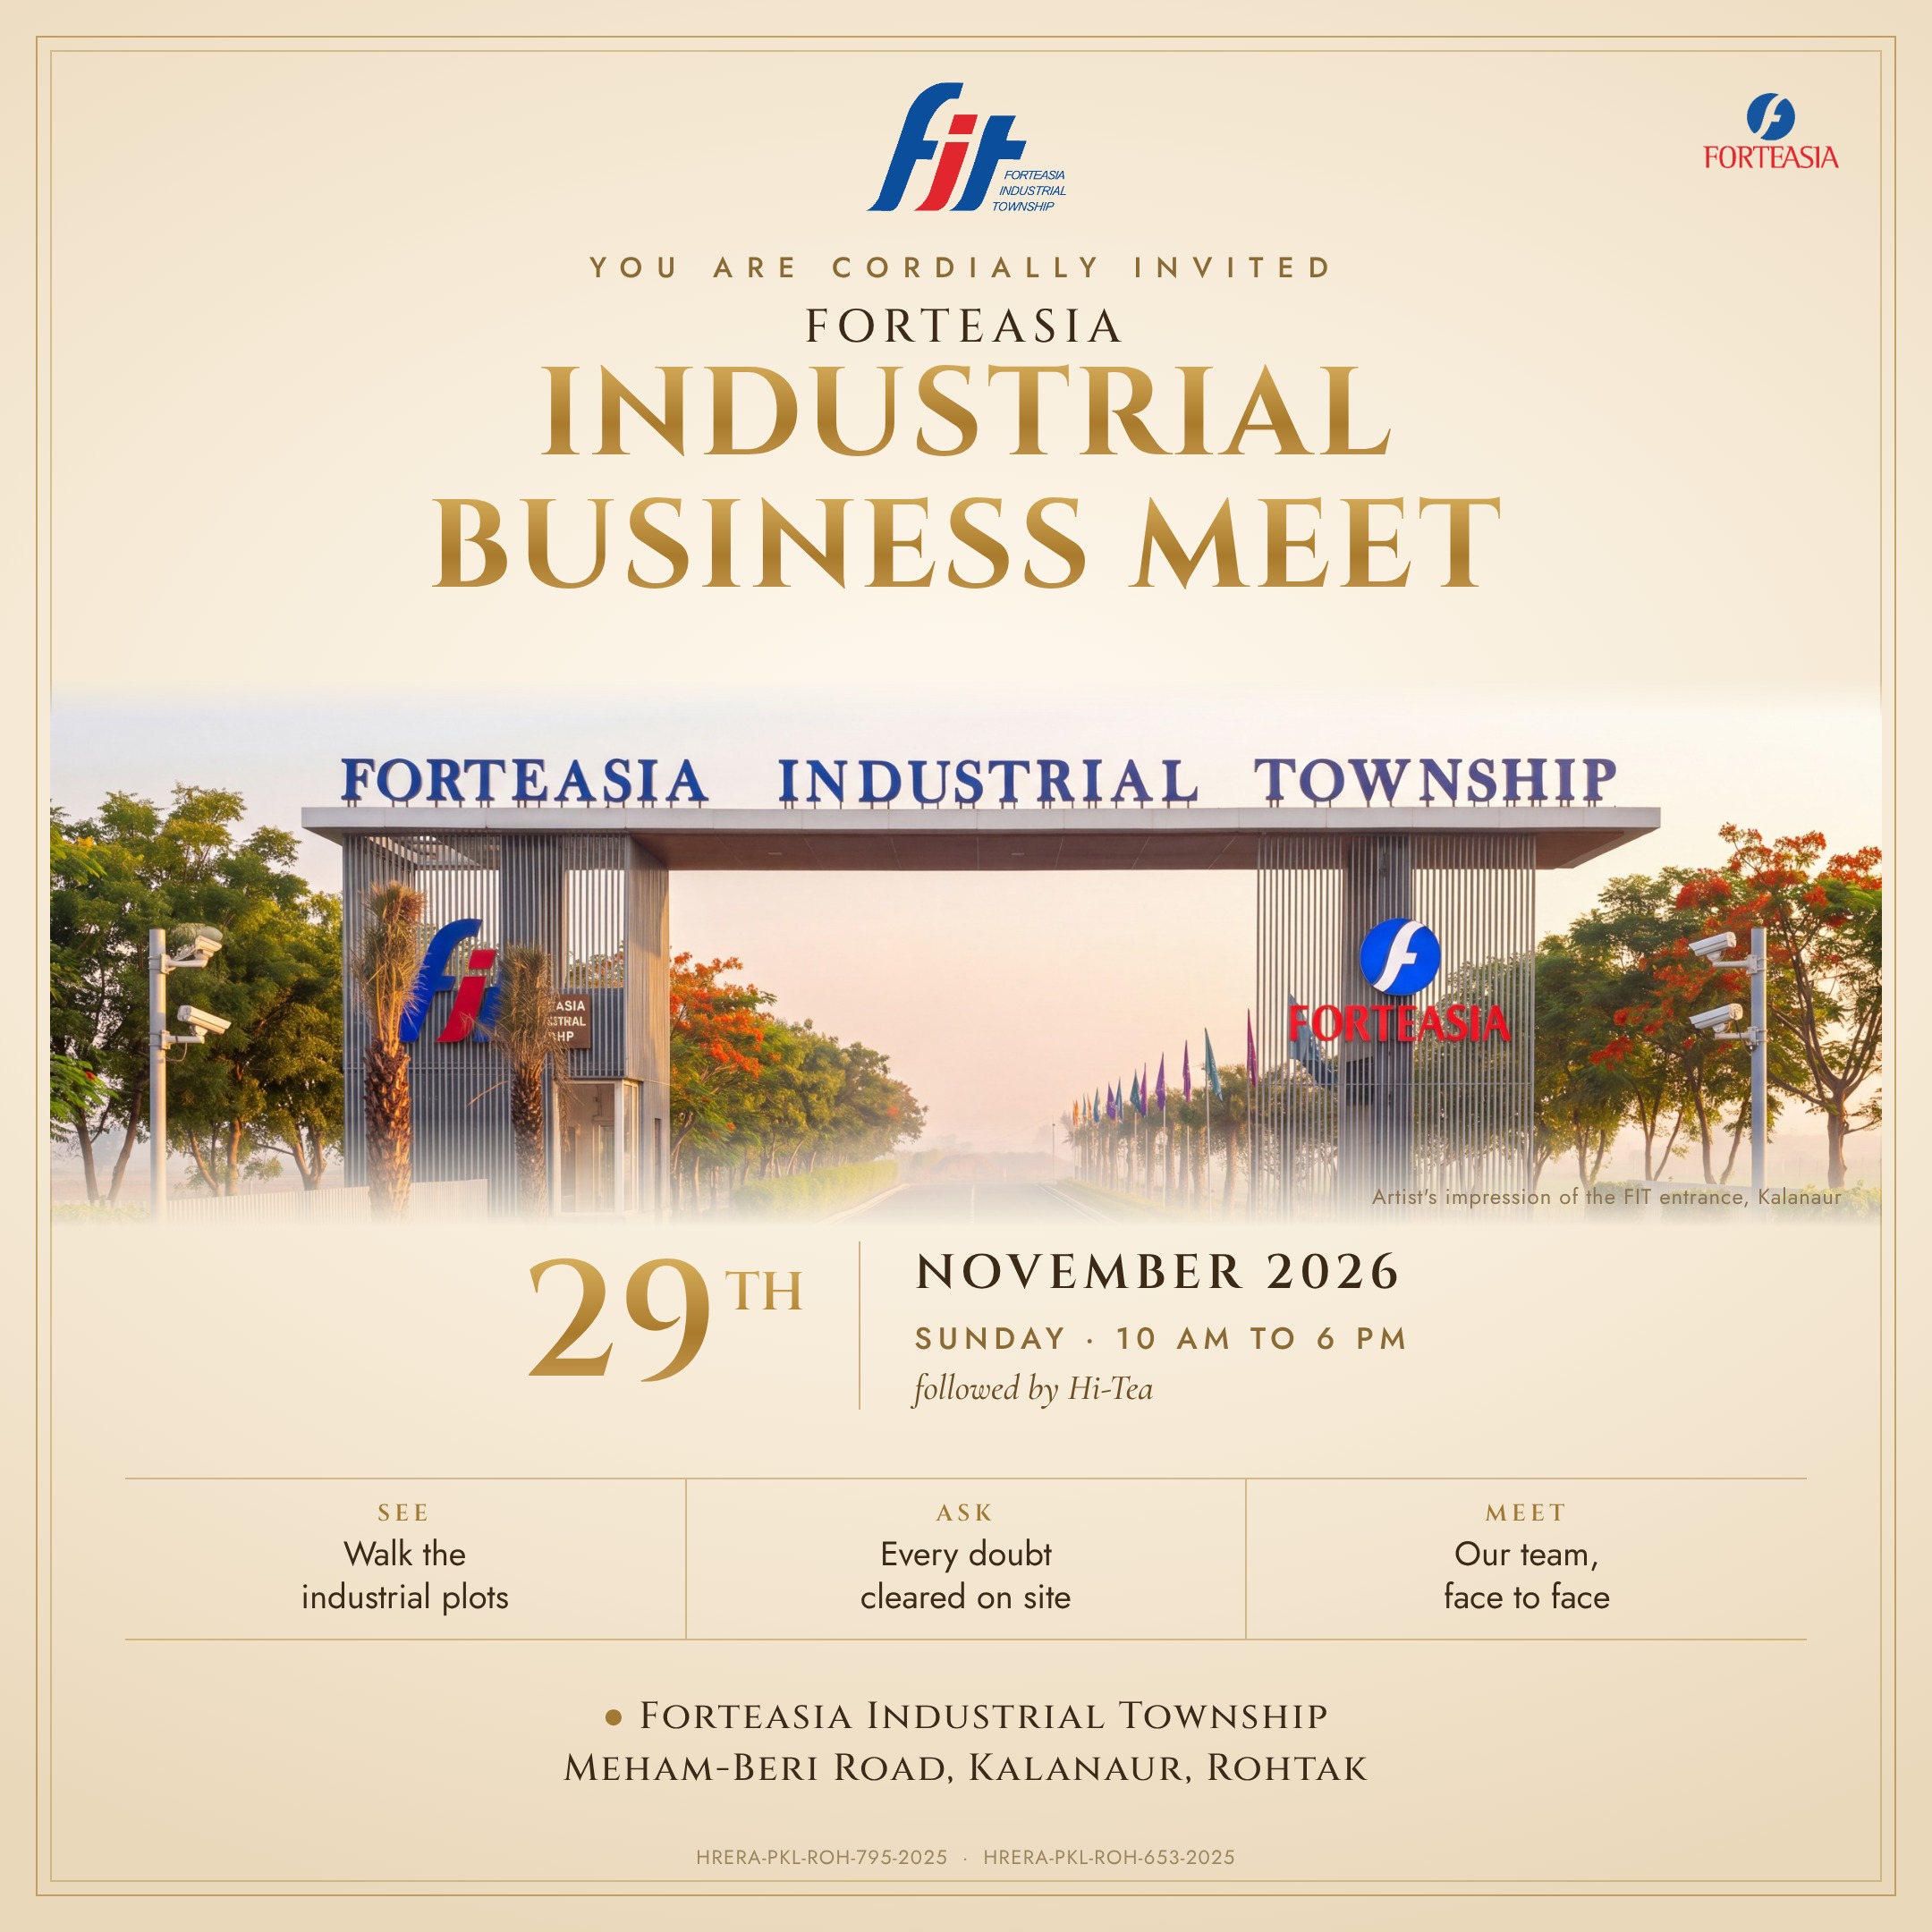 fit
FORTEASIA
INDUSTRIAL
TOWNSHIP
FORTEASIA
YOU ARE CORDIALLY INVITED
FORTEASIA
INDUSTRIAL
BUSINESS MEET
FORTEASIA INDUSTRIAL TOWNSHIP
fi
FORTEASIA
Artist's impression of the FIT entrance, Kalanaur
29TH
NOVEMBER 2026
SUNDAY · 10 AM TO 6 PM
followed by Hi-Tea
SEE
Walk the
industrial plots
ASK
Every doubt
cleared on site
MEET
Our team,
face to face
• FORTEASIA INDUSTRIAL TOWNSHIP
MEHAM-BERI ROAD, KALANAUR, ROHTAK
HRERA-PKL-ROH-795-2025 · HRERA-PKL-ROH-653-2025